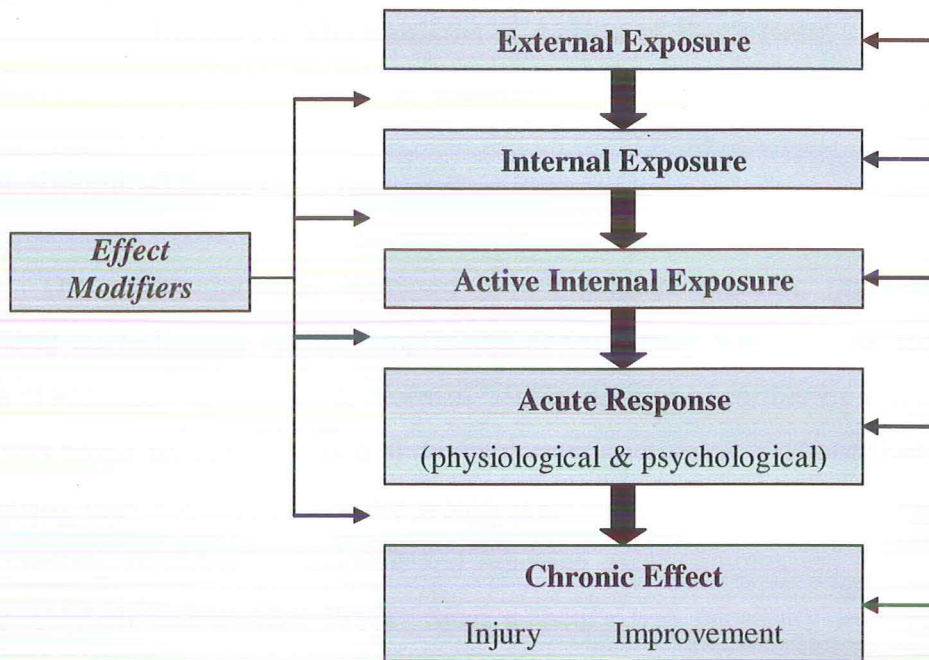 External Exposure
Internal Exposure
Effect
Modifiers
Active Internal Exposure
Acute Response
(physiological & psychological)
Chronic Effect
Injury Improvement